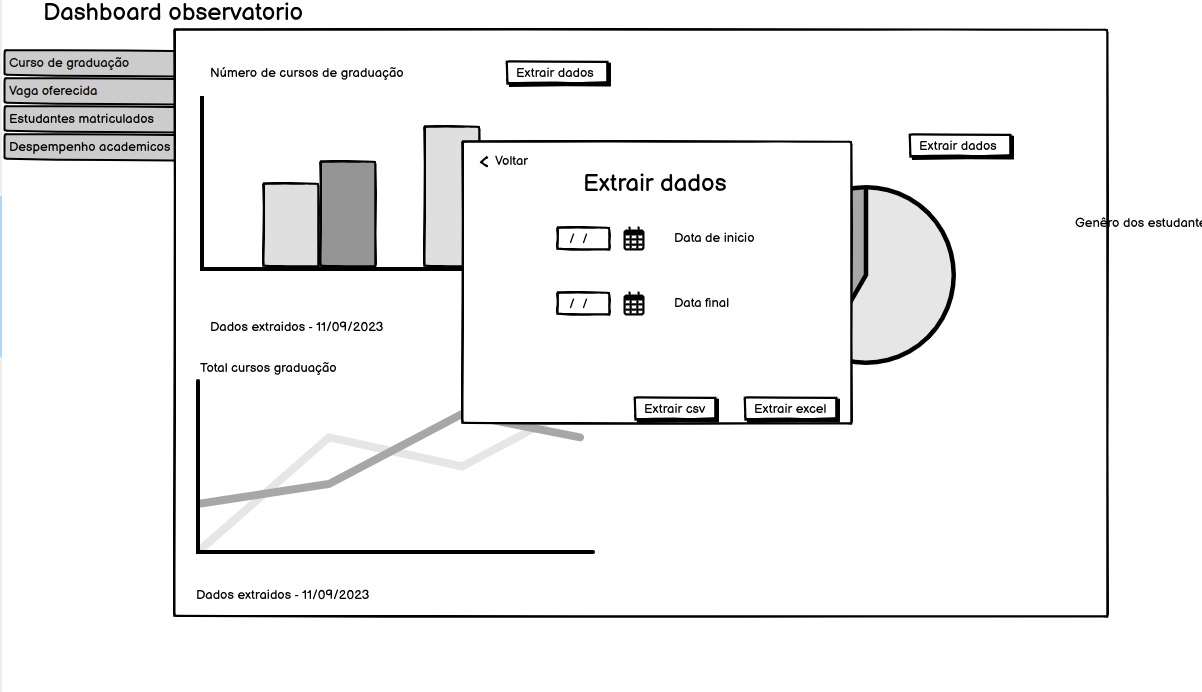 Dashboard observatorio
Curso de graduação
Vaga oferecida
Estudantes matriculados
Despempenho academicos
Número de cursos de graduação
Extrair dados
Extrair dados
Genêro dos estudante
Voltar
Extrair dados
/ /
Data de inicio
/ /
Data final
Extrair csv
Extrair excel
Dados extraidos - 11/09/2023
Total cursos graduação
Dados extraidos - 11/09/2023